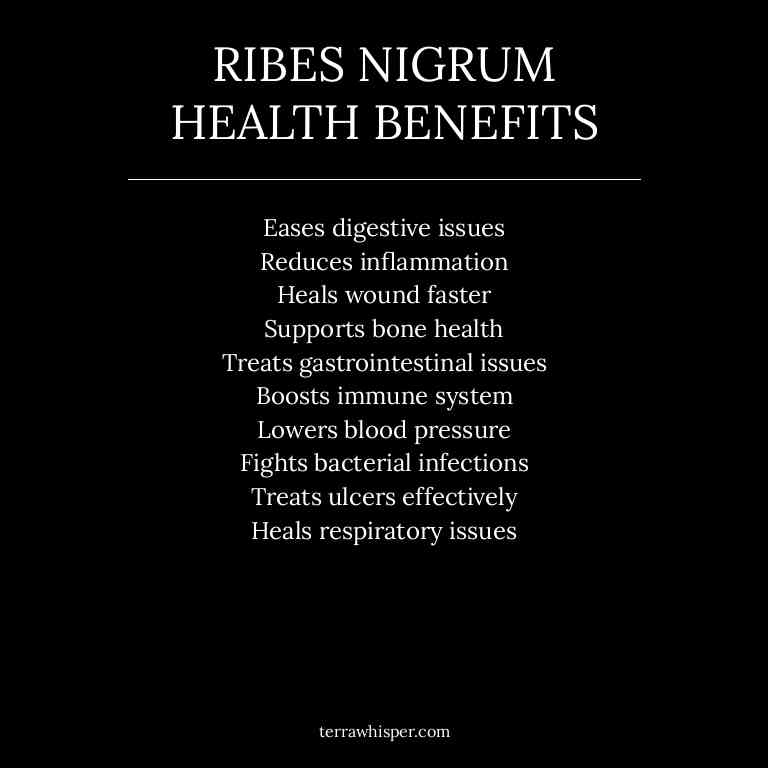 RIBES NIGRUM
HEALTH BENEFITS
Eases digestive issues
Reduces inflammation
Heals wound faster
Supports bone health
Treats gastrointestinal issues
Boosts immune system
Lowers blood pressure
Fights bacterial infections
Treats ulcers effectively
Heals respiratory issues
terrawhisper.com